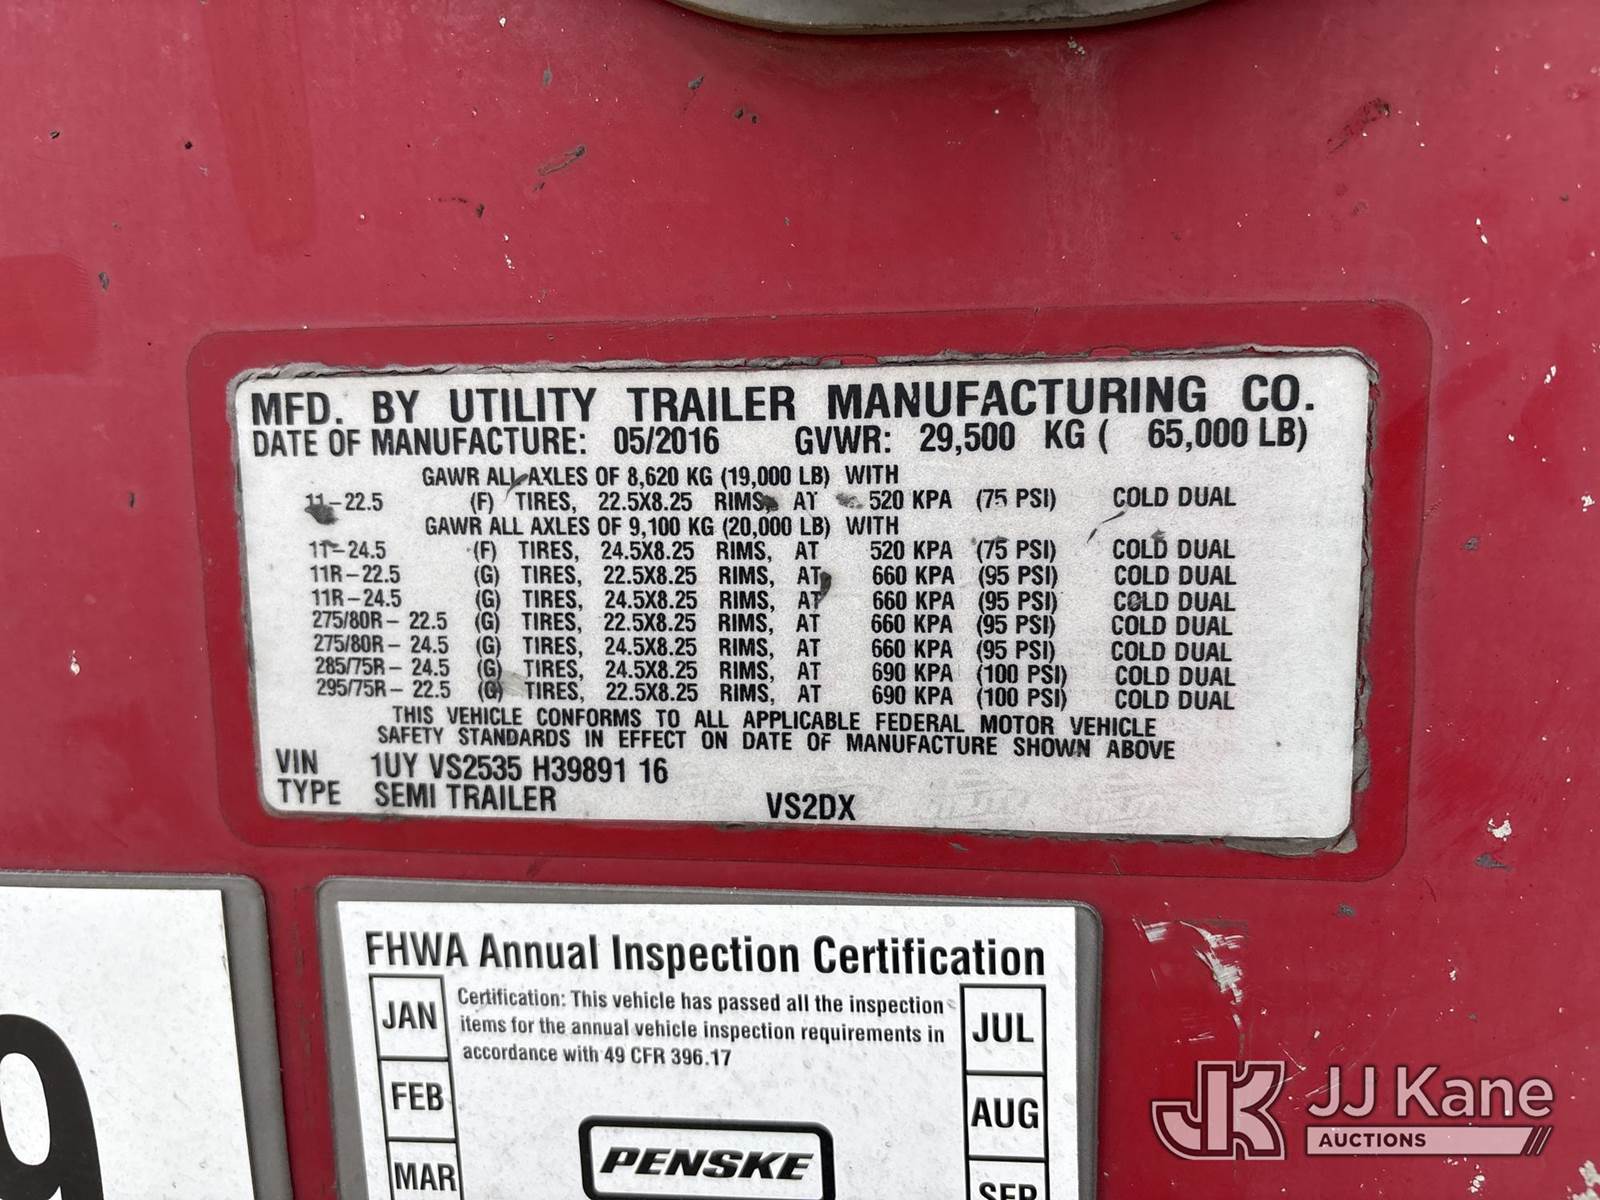 MFD. BY UTILITY TRAILER MANUFACTURING CO.
DATE OF MANUFACTURE: 05/2016 GVWR: 29,500 KG ( 65,000 LB)
GAWR ALL AXLES OF 8,620 KG (19,000 LB) WITH
11-22.5 (F) TIRES, 22.5X8.25 RIMS, AT 520 KPA (75 PSI) COLD DUAL
GAWR ALL AXLES OF 9,100 KG (20,000 LB) WITH
11-24.5 (F) TIRES, 24.5X8.25 RIMS, AT 520 KPA (75 PSI) COLD DUAL
11R-22.5 (G) TIRES, 22.5X8.25 RIMS, AT 660 KPA (95 PSI) COLD DUAL
11R-24.5 (G) TIRES, 24.5X8.25 RIMS, AT 660 KPA (95 PSI) COLD DUAL
275/80R- 22.5 (G) TIRES, 22.5X8.25 RIMS, AT 660 KPA (95 PSI) COLD DUAL
275/80R- 24.5 (G) TIRES, 24.5X8.25 RIMS, AT 660 KPA (95 PSI) COLD DUAL
285/75R- 24.5 (G) TIRES, 24.5X8.25 RIMS, AT 690 KPA (100 PSI) COLD DUAL
295/75R- 22.5 (G) TIRES, 22.5X8.25 RIMS, AT 690 KPA (100 PSI) COLD DUAL
THIS VEHICLE CONFORMS TO ALL APPLICABLE FEDERAL MOTOR VEHICLE
SAFETY STANDARDS IN EFFECT ON DATE OF MANUFACTURE SHOWN ABOVE
VIN 1UY VS2535 H39891 16
TYPE SEMI TRAILER VS2DX
9
FHWA Annual Inspection Certification
JAN
Certification: This vehicle has passed all the inspection
items for the annual vehicle inspection requirements in
accordance with 49 CFR 396.17
JUL
FEB
AUG
MAR
PENSKE
SEP
JK JJ Kane
AUCTIONS